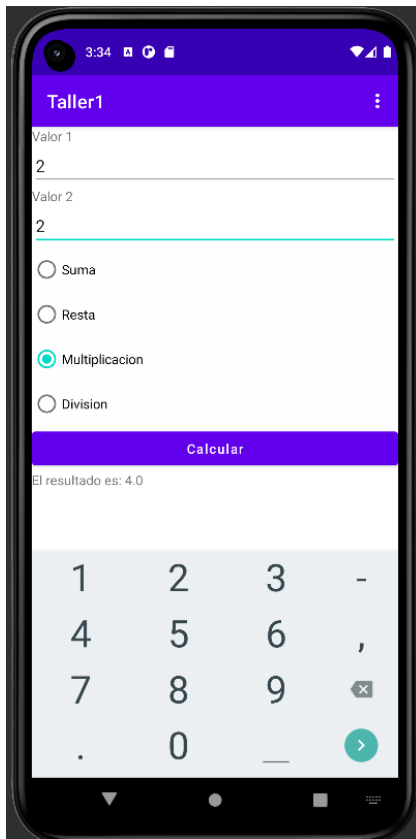 3:34
Taller1
Valor 1
2
Valor 2
2
Suma
Resta
Multiplicacion
Division
Calcular
El resultado es: 4.0
1 2 3 -
4 5 6 ,
7 8 9
. 0 _